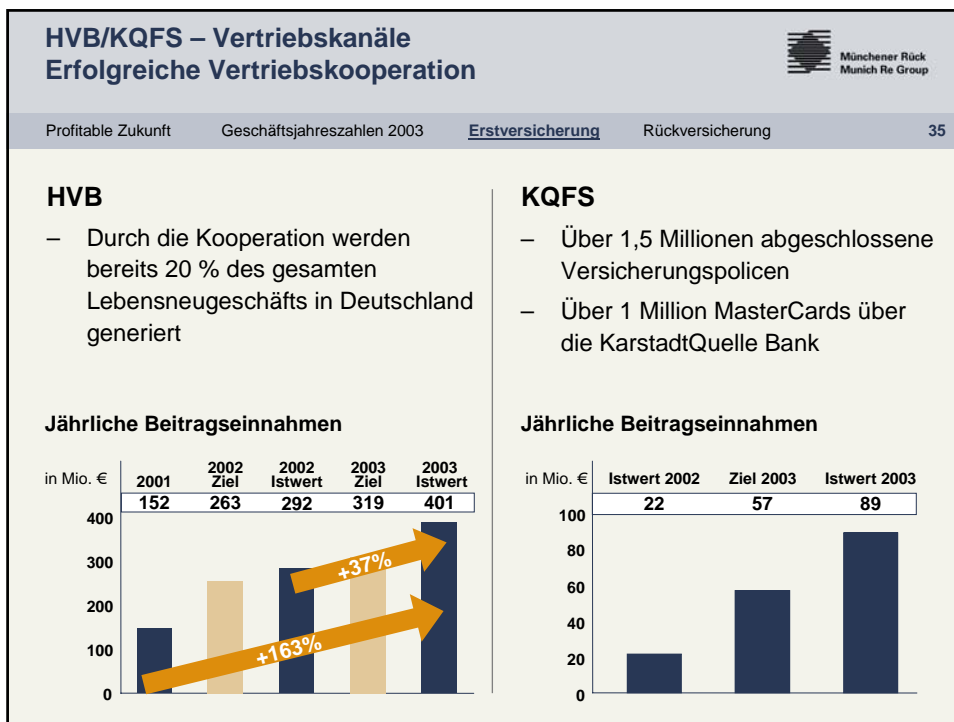 HVB/KQFS – Vertriebskanäle
Erfolgreiche Vertriebskooperation
Münchener Rück
Munich Re Group
Profitable Zukunft Geschäftsjahreszahlen 2003 Erstversicherung Rückversicherung 35
HVB
– Durch die Kooperation werden
bereits 20 % des gesamten
Lebensneugeschäfts in Deutschland
generiert
Jährliche Beitragseinnahmen
in Mio. € 2001 2002 Ziel 2002 Istwert 2003 Ziel 2003 Istwert
152 263 292 319 401
400
300
200
100
0
+37%
+163%
KQFS
– Über 1,5 Millionen abgeschlossene
Versicherungspolicen
– Über 1 Million MasterCards über
die KarstadtQuelle Bank
Jährliche Beitragseinnahmen
in Mio. € Istwert 2002 Ziel 2003 Istwert 2003
22 57 89
100
80
60
40
20
0